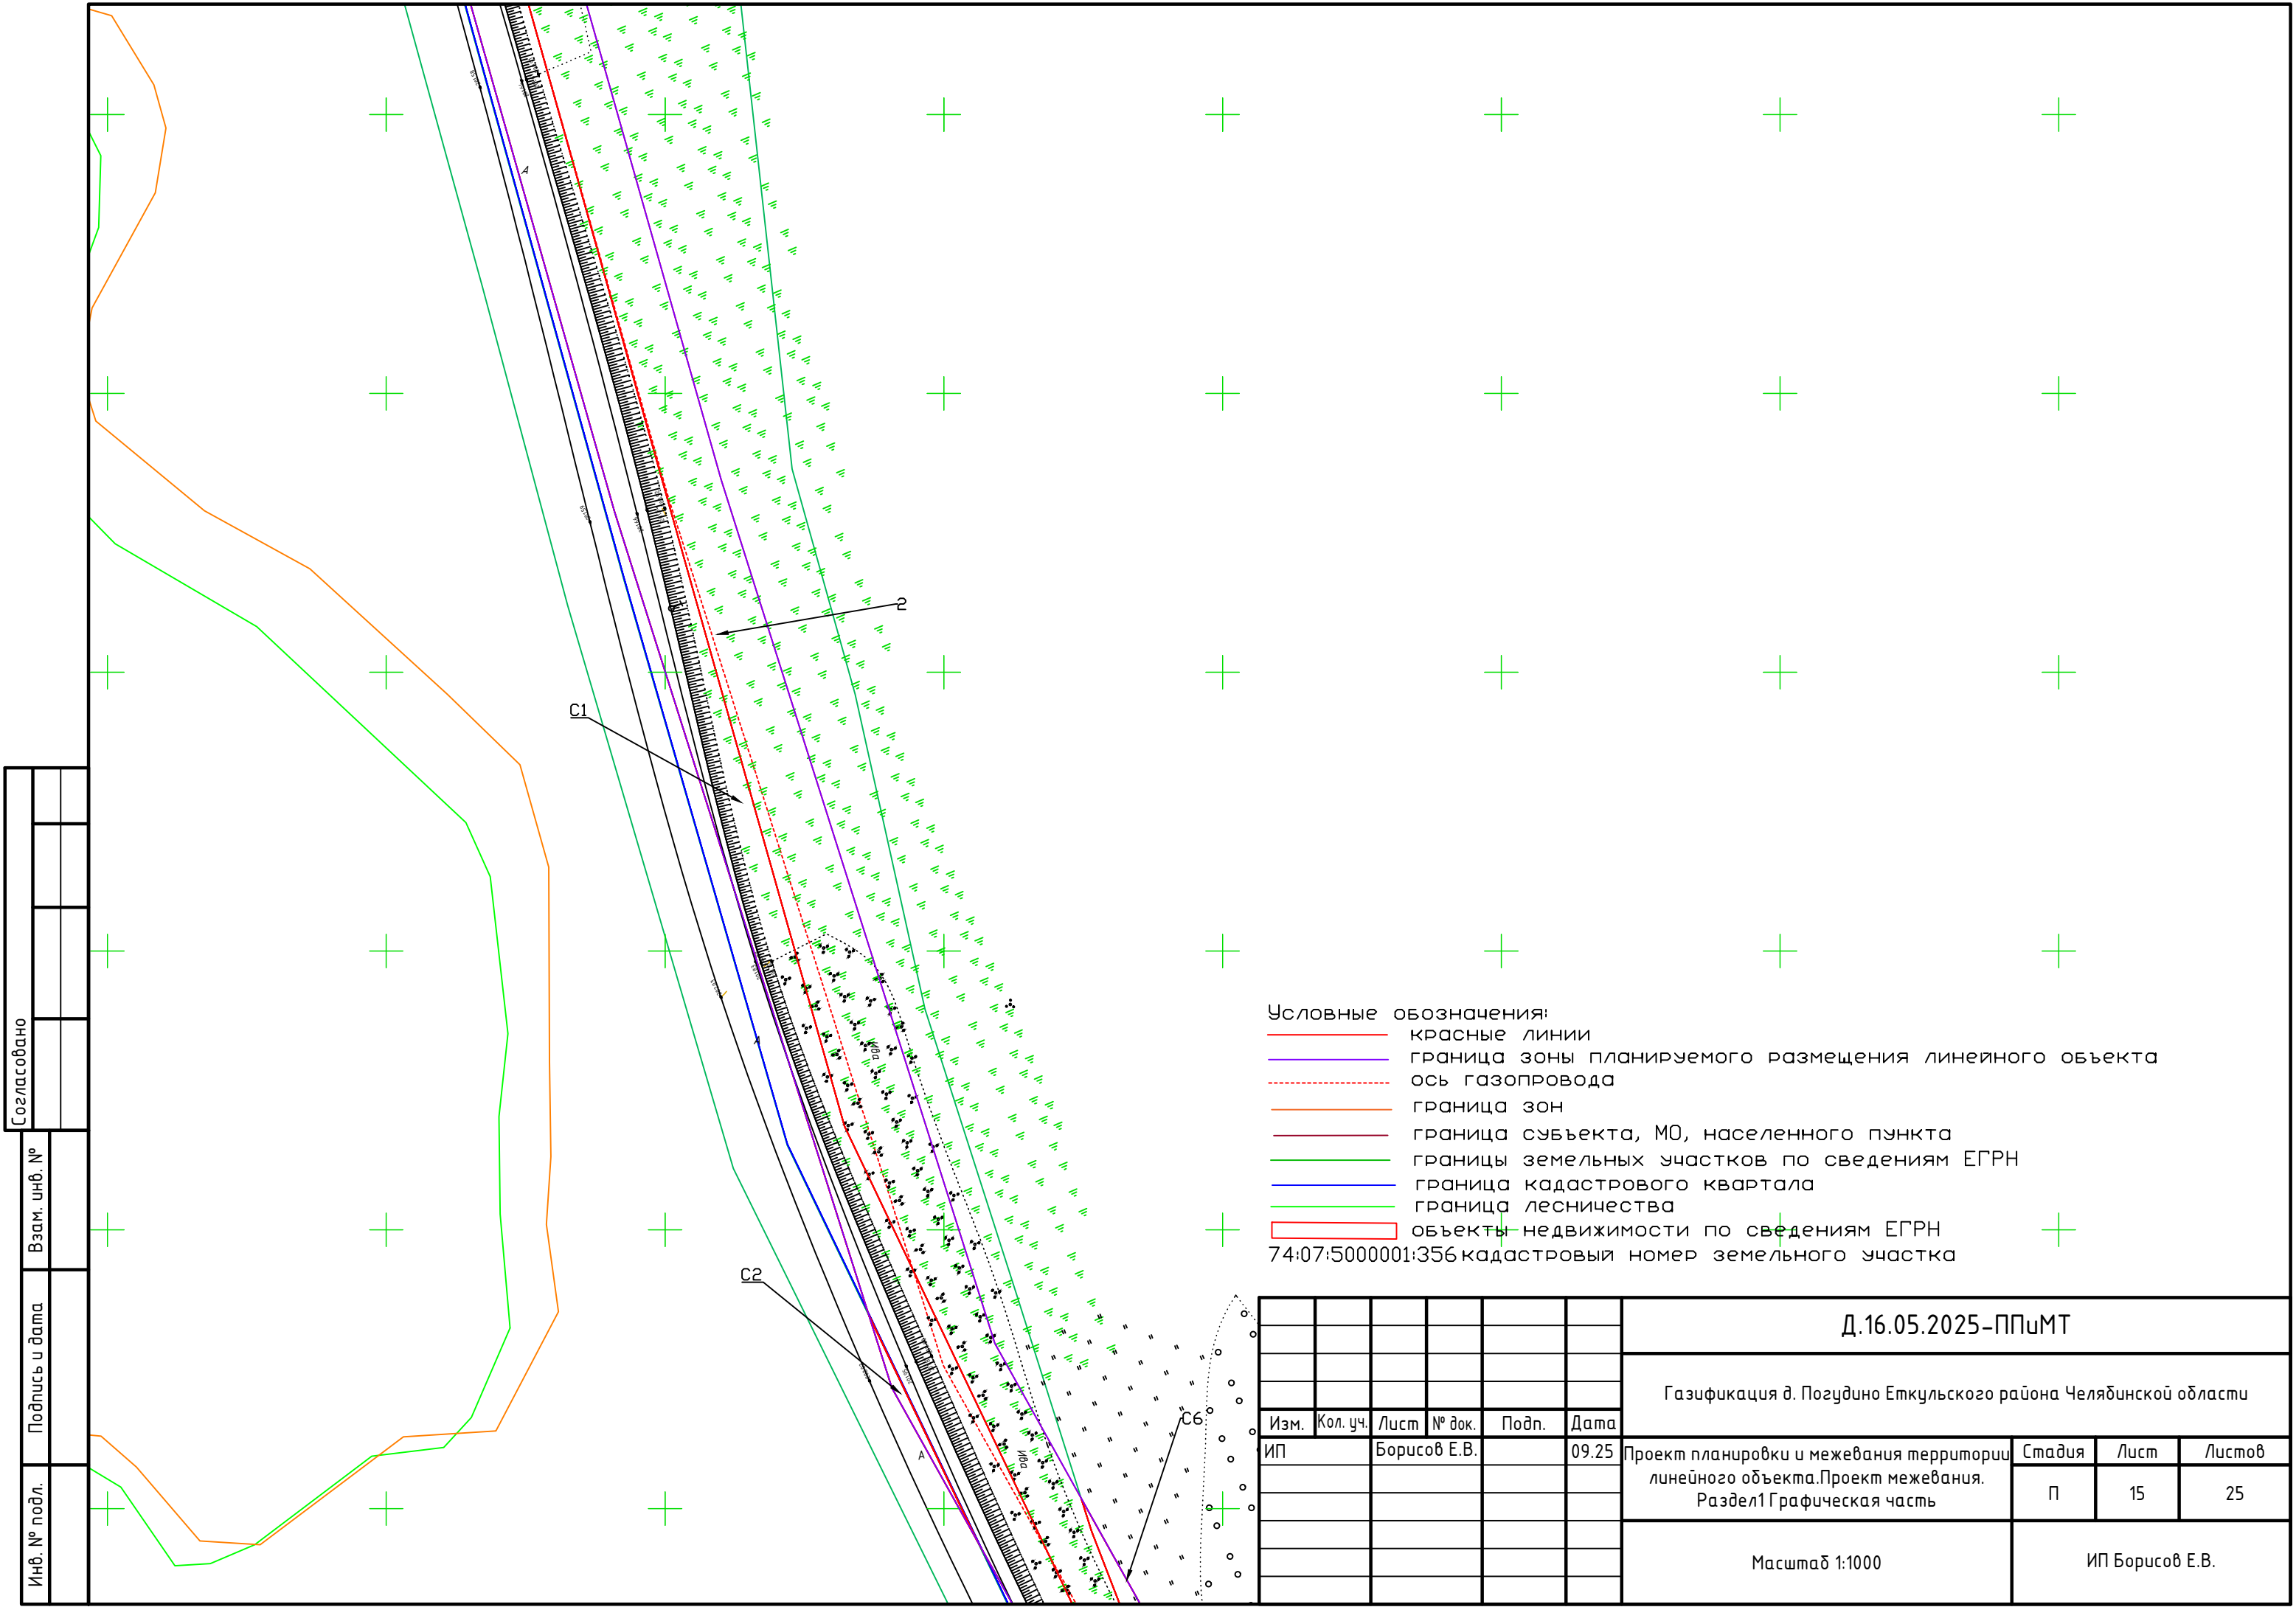 А
2
С1
Ива
А
С2
С6
Ива
А
Условные обозначения:
красные линии
граница зоны планируемого размещения линейного объекта
ось газопровода
граница зон
граница субъекта, МО, населенного пункта
границы земельных участков по сведениям ЕГРН
граница кадастрового квартала
граница лесничества
объекты недвижимости по сведениям ЕГРН
74:07:5000001:356 кадастровый номер земельного участка
Согласовано
Взам. инв. №
Подпись и дата
Инв. № подл.
Д.16.05.2025-ППиМТ
Газификация д. Погудино Еткульского района Челябинской области
Изм. Кол. уч. Лист № док. Подп. Дата
ИП Борисов Е.В. 09.25
Проект планировки и межевания территории
линейного объекта.Проект межевания.
Раздел1 Графическая часть
Стадия Лист Листов
П 15 25
Масштаб 1:1000
ИП Борисов Е.В.